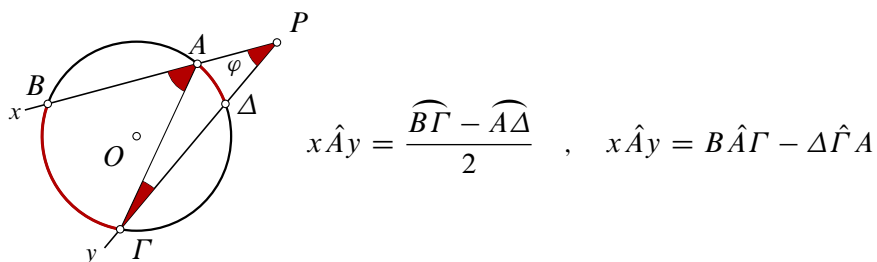 P
A
φ
B
x
Δ
O
Γ
y
xÂy = (BΓ⏜ − AΔ⏜)/2 , xÂy = BÂΓ − ΔΓ̂A